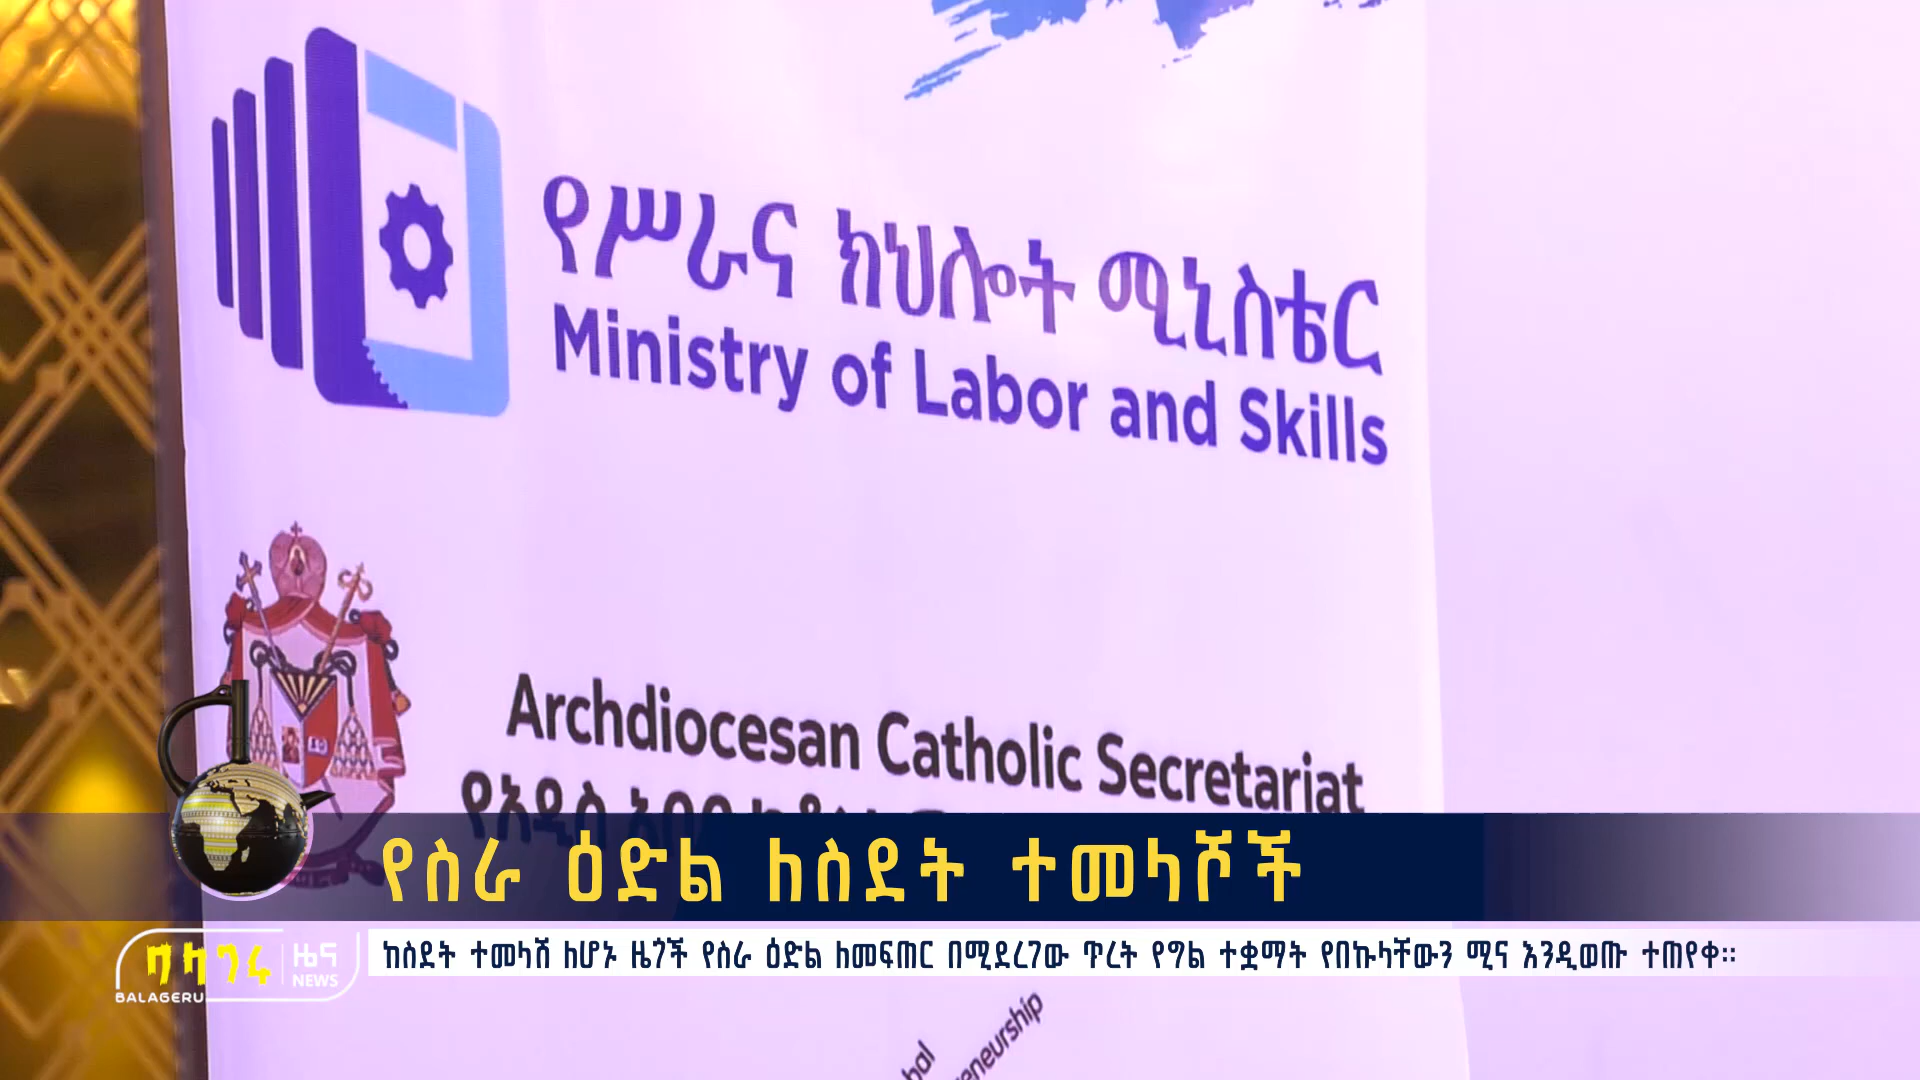 የሥራና ክህሎት ሚኒስቴር
Ministry of Labor and Skills
Archdiocesan Catholic Secretariat
የስራ ዕድል ለስደት ተመላሾች
ባላገሩ ዜና
BALAGERU NEWS
ከስደት ተመላሽ ለሆኑ ዜጎች የስራ ዕድል ለመፍጠር በሚደረገው ጥረት የግል ተቋማት የበኩላቸውን ሚና እንዲወጡ ተጠየቀ፡፡